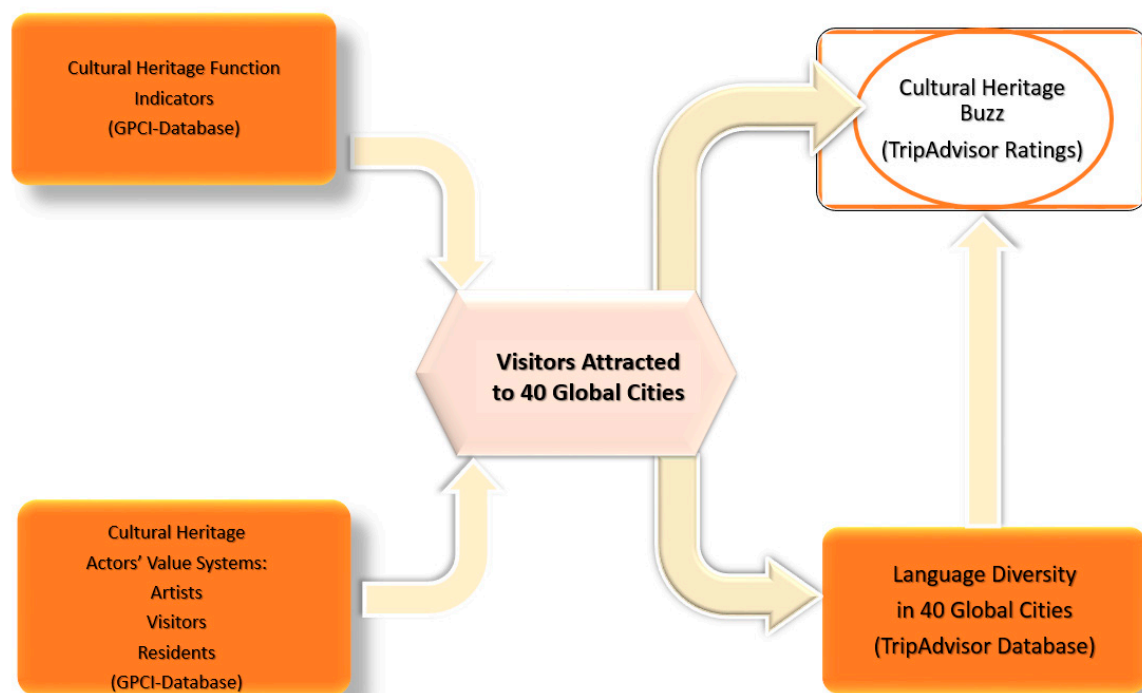 Cultural Heritage Function
Indicators
(GPCI-Database)
Cultural Heritage
Buzz
(TripAdvisor Ratings)
Visitors Attracted
to 40 Global Cities
Cultural Heritage
Actors’ Value Systems:
Artists
Visitors
Residents
(GPCI-Database)
Language Diversity
in 40 Global Cities
(TripAdvisor Database)